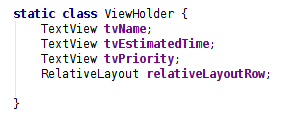 static class ViewHolder {
    TextView tvName;
    TextView tvEstimatedTime;
    TextView tvPriority;
    RelativeLayout relativeLayoutRow;
}